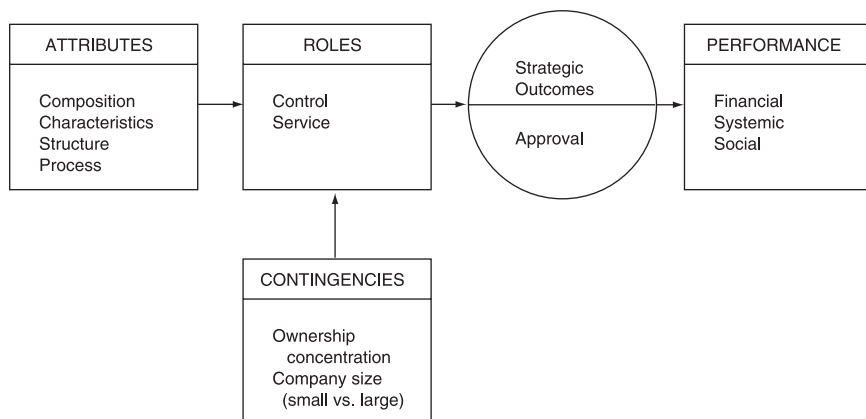 ATTRIBUTES
Composition
Characteristics
Structure
Process
ROLES
Control
Service
Strategic
Outcomes
Approval
PERFORMANCE
Financial
Systemic
Social
CONTINGENCIES
Ownership
concentration
Company size
(small vs. large)